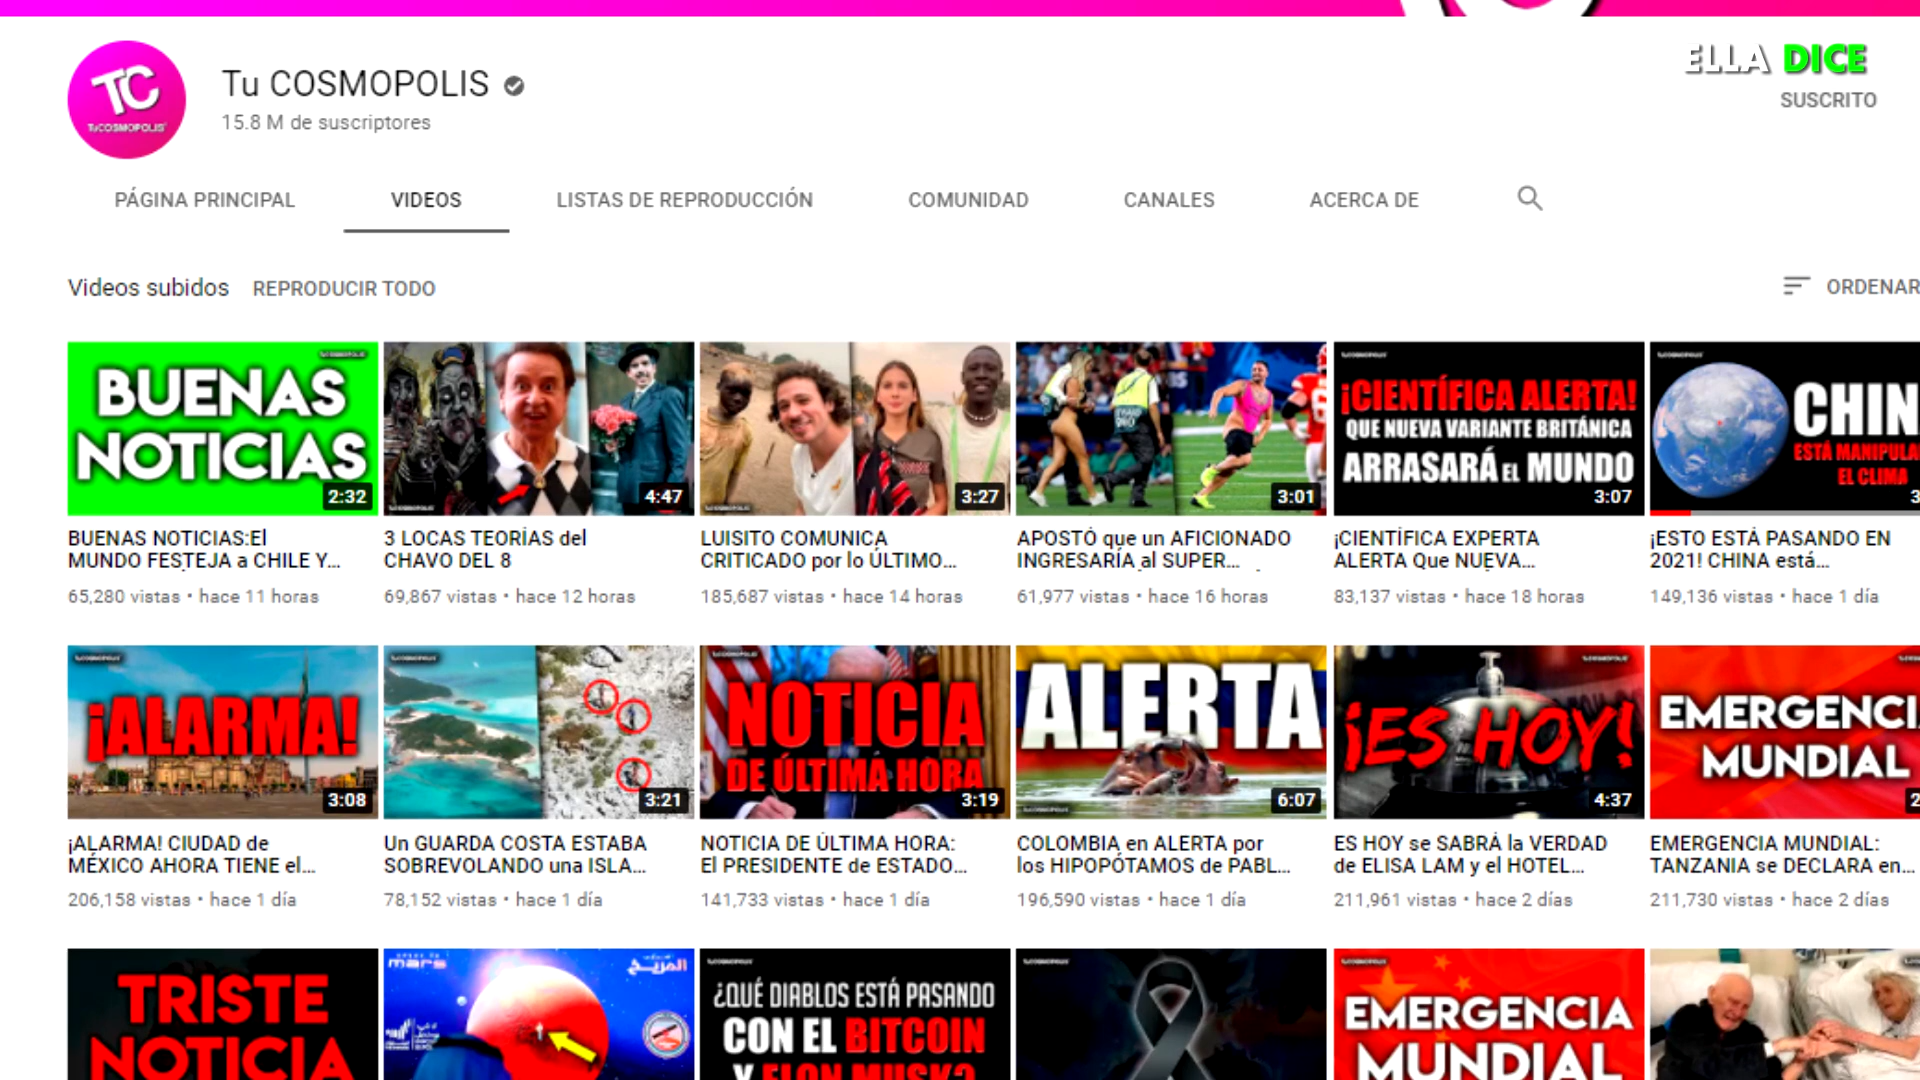 ELLA DICE
TC
TuCOSMOPOLIS
Tu COSMOPOLIS
15.8 M de suscriptores
SUSCRITO
PÁGINA PRINCIPAL
VIDEOS
LISTAS DE REPRODUCCIÓN
COMUNIDAD
CANALES
ACERCA DE
Videos subidos
REPRODUCIR TODO
ORDENAR
BUENAS
NOTICIAS
2:32
4:47
3:27
3:01
¡CIENTÍFICA ALERTA!
QUE NUEVA VARIANTE BRITÁNICA
ARRASARÁ EL MUNDO
3:07
CHIN
ESTÁ MANIPULA
EL CLIMA
3
BUENAS NOTICIAS:El
MUNDO FESTEJA a CHILE Y...
65,280 vistas • hace 11 horas
3 LOCAS TEORÍAS del
CHAVO DEL 8
69,867 vistas • hace 12 horas
LUISITO COMUNICA
CRITICADO por lo ÚLTIMO...
185,687 vistas • hace 14 horas
APOSTÓ que un AFICIONADO
INGRESARÍA al SUPER...
61,977 vistas • hace 16 horas
¡CIENTÍFICA EXPERTA
ALERTA Que NUEVA...
83,137 vistas • hace 18 horas
¡ESTO ESTÁ PASANDO EN
2021! CHINA está...
149,136 vistas • hace 1 día
¡ALARMA!
3:08
3:21
NOTICIA
DE ÚLTIMA HORA
3:19
ALERTA
6:07
¡ES HOY!
4:37
EMERGENCI
MUNDIAL
2
¡ALARMA! CIUDAD de
MÉXICO AHORA TIENE el...
206,158 vistas • hace 1 día
Un GUARDA COSTA ESTABA
SOBREVOLANDO una ISLA...
78,152 vistas • hace 1 día
NOTICIA DE ÚLTIMA HORA:
El PRESIDENTE de ESTADO...
141,733 vistas • hace 1 día
COLOMBIA en ALERTA por
los HIPOPÓTAMOS de PABL...
196,590 vistas • hace 1 día
ES HOY se SABRÁ la VERDAD
de ELISA LAM y el HOTEL...
211,961 vistas • hace 2 días
EMERGENCIA MUNDIAL:
TANZANIA se DECLARA en...
211,730 vistas • hace 2 días
TRISTE
NOTICIA
mars
المريخ
¿QUÉ DIABLOS ESTÁ PASANDO
CON EL BITCOIN
Y ELON MUSK?
EMERGENCIA
MUNDIAL